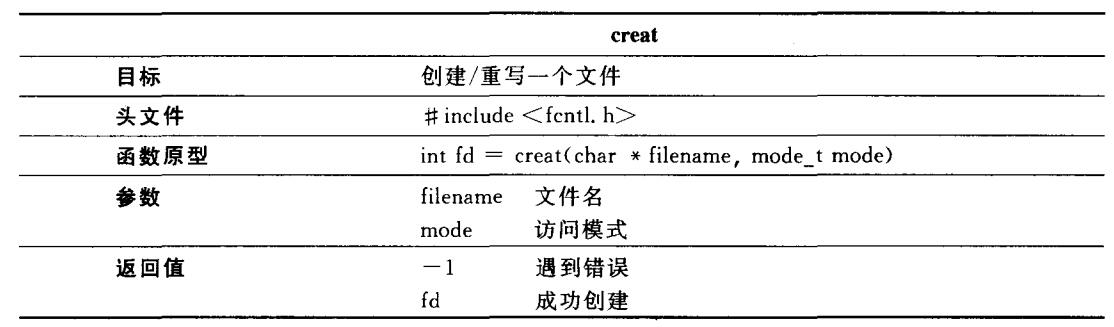 creat
目标 创建/重写一个文件
头文件 #include <fcntl.h>
函数原型 int fd = creat(char * filename, mode_t mode)
参数 filename 文件名
mode 访问模式
返回值 -1 遇到错误
fd 成功创建